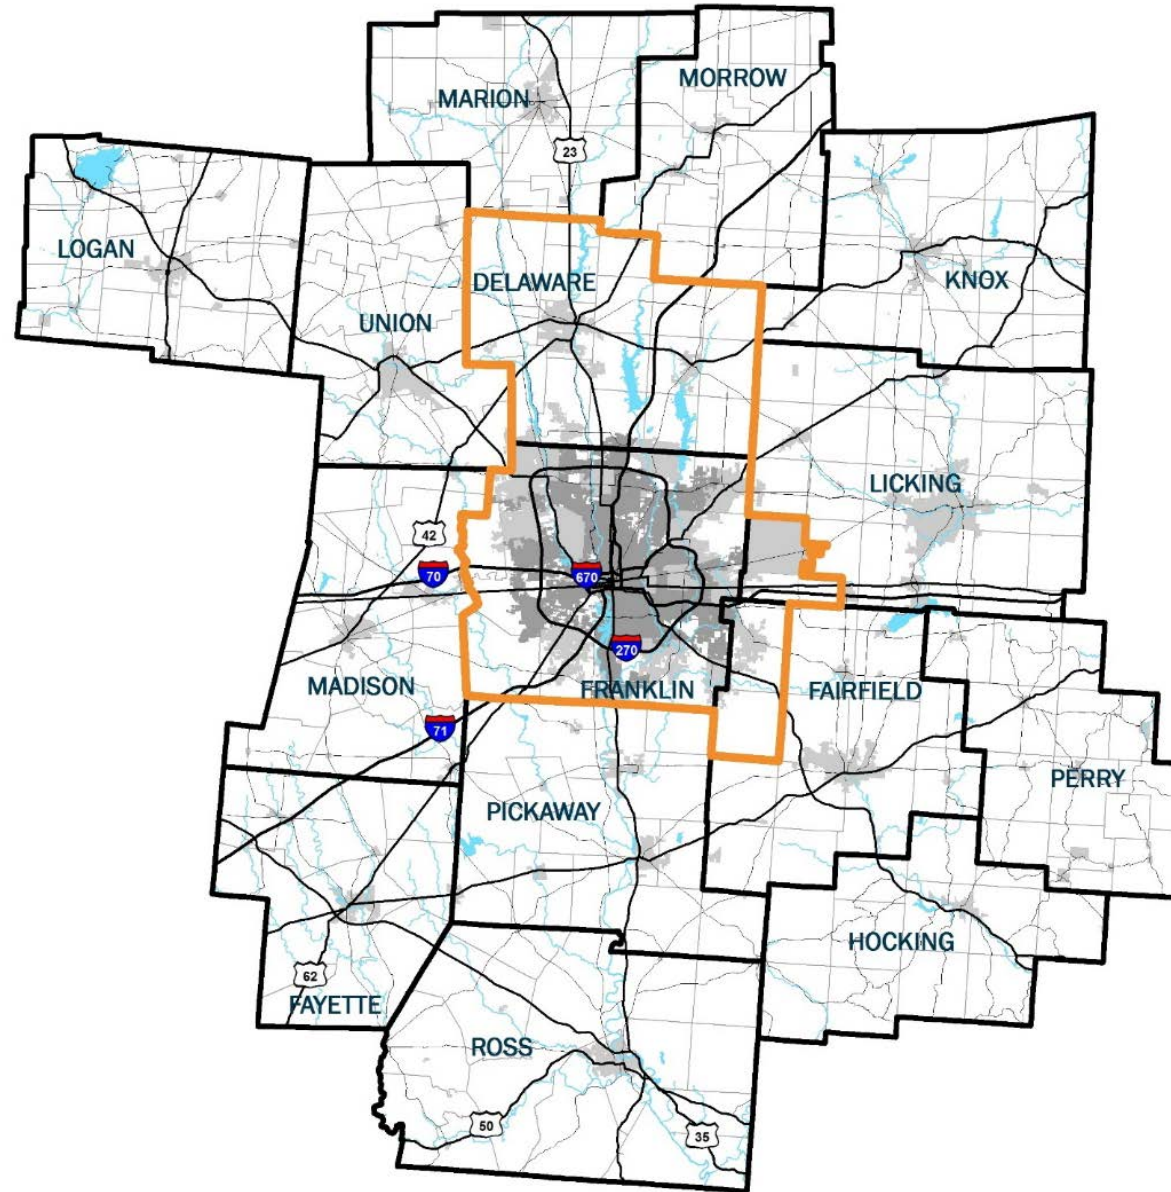 MORROW
MARION
23
LOGAN
DELAWARE
KNOX
UNION
LICKING
42
70
670
270
MADISON
FRANKLIN
FAIRFIELD
71
PERRY
PICKAWAY
HOCKING
62
FAYETTE
ROSS
50
35